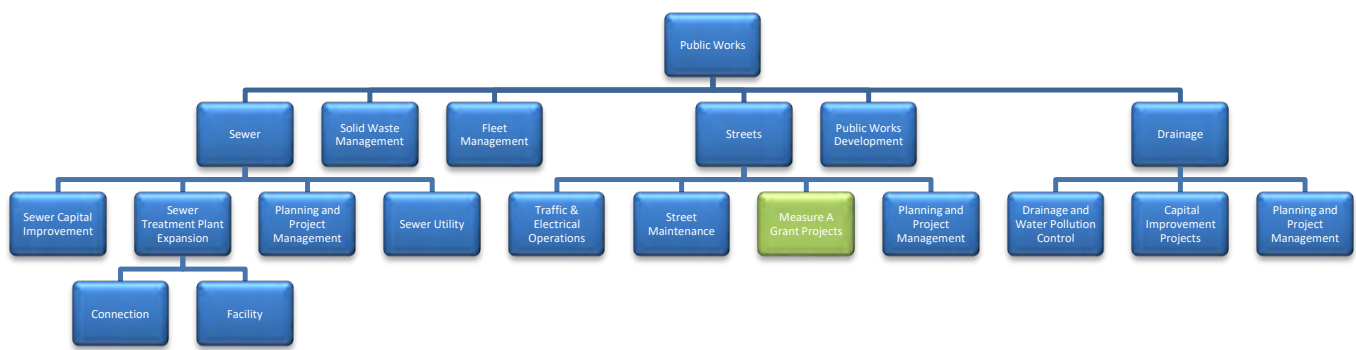 Public Works
Sewer
Solid Waste
Management
Fleet
Management
Streets
Public Works
Development
Drainage
Sewer Capital
Improvement
Sewer
Treatment Plant
Expansion
Planning and
Project
Management
Sewer Utility
Traffic &
Electrical
Operations
Street
Maintenance
Measure A
Grant Projects
Planning and
Project
Management
Drainage and
Water Pollution
Control
Capital
Improvement
Projects
Planning and
Project
Management
Connection
Facility